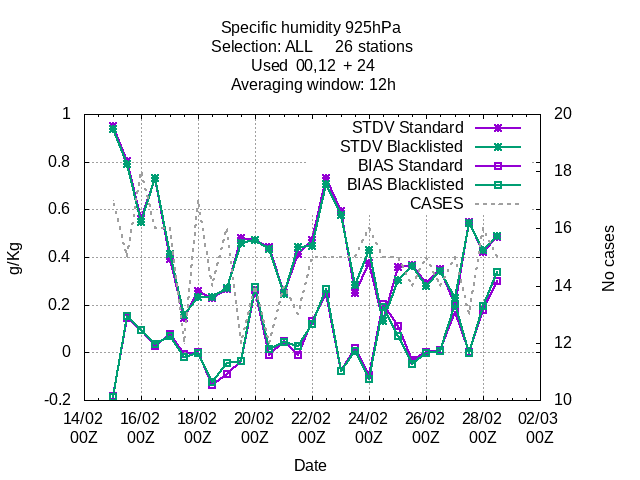 Specific humidity 925hPa
Selection: ALL 26 stations
Used 00,12 + 24
Averaging window: 12h
1
0.8
0.6
0.4
0.2
0
-0.2
g/Kg
STDV Standard
STDV Blacklisted
BIAS Standard
BIAS Blacklisted
CASES
20
18
16
14
12
10
No cases
14/02 16/02 18/02 20/02 22/02 24/02 26/02 28/02 02/03
00Z 00Z 00Z 00Z 00Z 00Z 00Z 00Z 00Z
Date